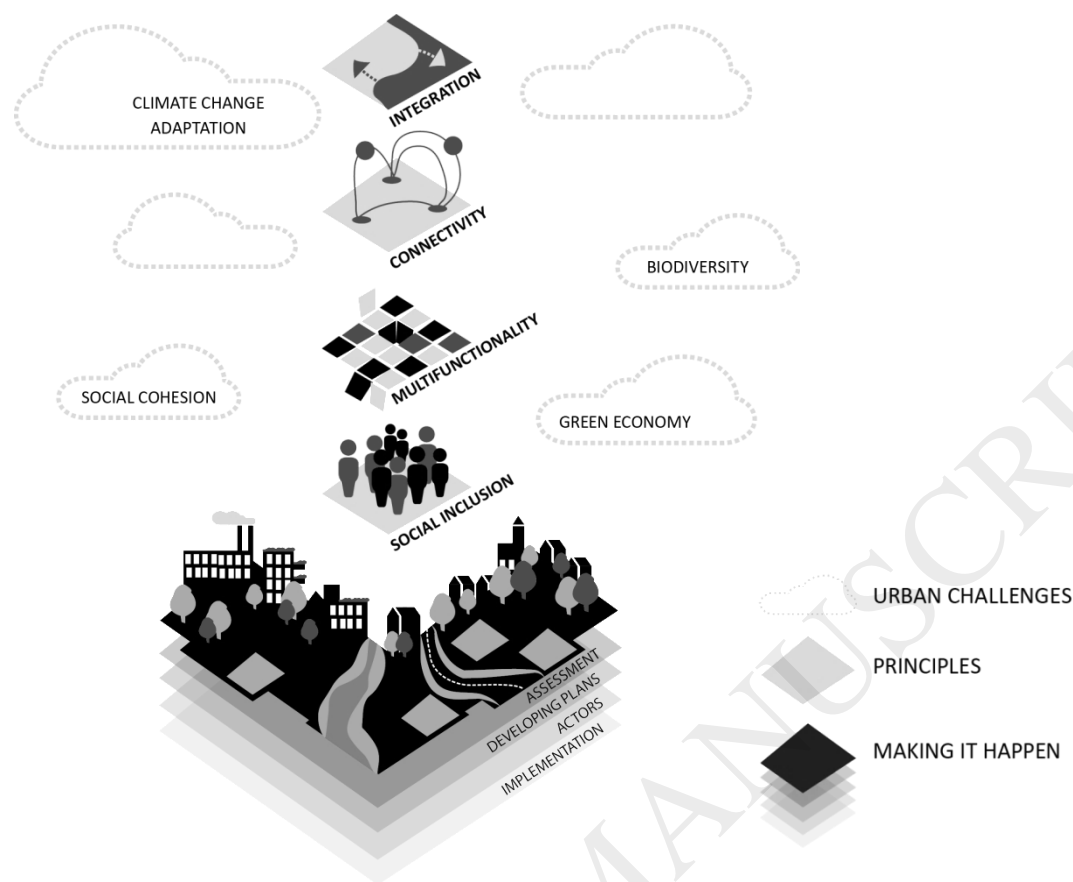 CLIMATE CHANGE
ADAPTATION
INTEGRATION
CONNECTIVITY
BIODIVERSITY
MULTIFUNCTIONALITY
SOCIAL COHESION
GREEN ECONOMY
SOCIAL INCLUSION
ASSESSMENT
DEVELOPING PLANS
ACTORS
IMPLEMENTATION
URBAN CHALLENGES
PRINCIPLES
MAKING IT HAPPEN
MANUSCRI